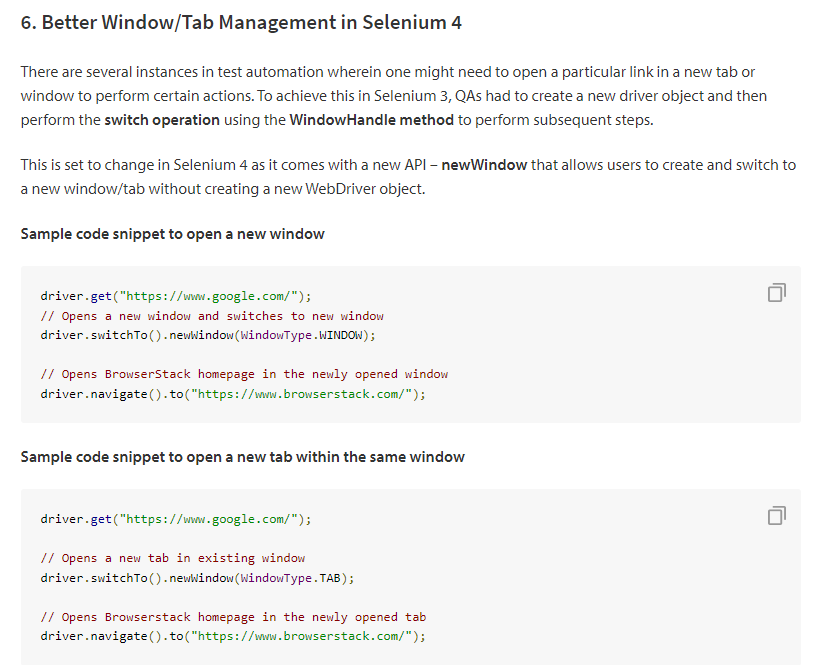 6. Better Window/Tab Management in Selenium 4
There are several instances in test automation wherein one might need to open a particular link in a new tab or
window to perform certain actions. To achieve this in Selenium 3, QAs had to create a new driver object and then
perform the switch operation using the WindowHandle method to perform subsequent steps.
This is set to change in Selenium 4 as it comes with a new API – newWindow that allows users to create and switch to
a new window/tab without creating a new WebDriver object.
Sample code snippet to open a new window
driver.get("https://www.google.com/");
// Opens a new window and switches to new window
driver.switchTo().newWindow(WindowType.WINDOW);
// Opens BrowserStack homepage in the newly opened window
driver.navigate().to("https://www.browserstack.com/");
Sample code snippet to open a new tab within the same window
driver.get("https://www.google.com/");
// Opens a new tab in existing window
driver.switchTo().newWindow(WindowType.TAB);
// Opens Browserstack homepage in the newly opened tab
driver.navigate().to("https://www.browserstack.com/");